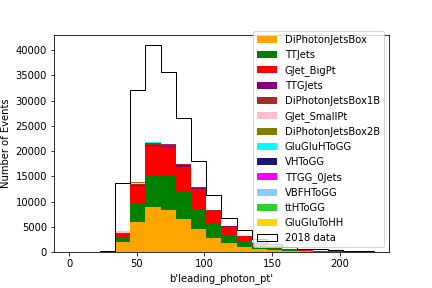 DiPhotonJetsBox
TTJets
GJet_BigPt
TTGJets
DiPhotonJetsBox1B
GJet_SmallPt
DiPhotonJetsBox2B
GluGluHToGG
VHToGG
TTGG_0Jets
VBFHToGG
ttHToGG
GluGluToHH
2018 data
Number of Events
40000
35000
30000
25000
20000
15000
10000
5000
0
0 50 100 150 200
b'leading_photon_pt'